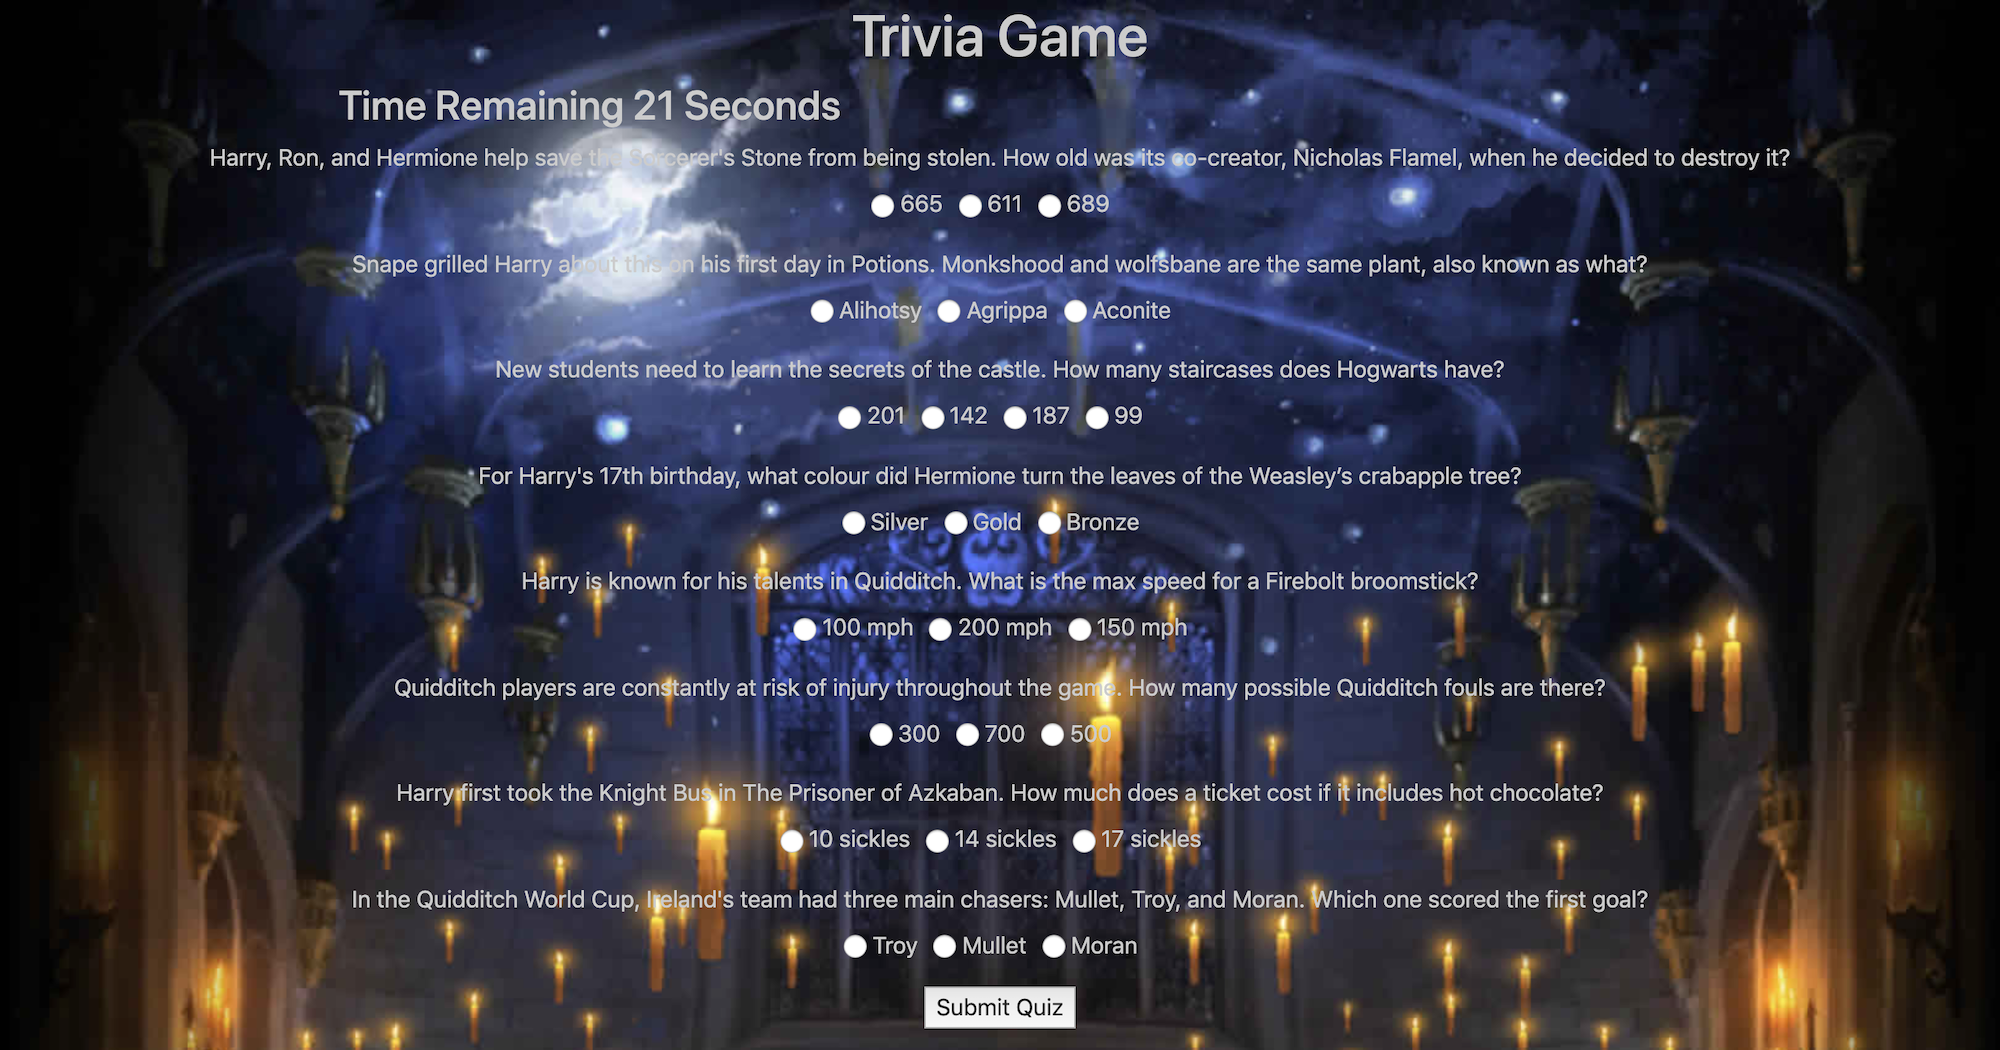 Trivia Game
Time Remaining 21 Seconds
Harry, Ron, and Hermione help save the Sorcerer's Stone from being stolen. How old was its co-creator, Nicholas Flamel, when he decided to destroy it?
665 611 689
Snape grilled Harry about this on his first day in Potions. Monkshood and wolfsbane are the same plant, also known as what?
Alihotsy Agrippa Aconite
New students need to learn the secrets of the castle. How many staircases does Hogwarts have?
201 142 187 99
For Harry's 17th birthday, what colour did Hermione turn the leaves of the Weasley’s crabapple tree?
Silver Gold Bronze
Harry is known for his talents in Quidditch. What is the max speed for a Firebolt broomstick?
100 mph 200 mph 150 mph
Quidditch players are constantly at risk of injury throughout the game. How many possible Quidditch fouls are there?
300 700 500
Harry first took the Knight Bus in The Prisoner of Azkaban. How much does a ticket cost if it includes hot chocolate?
10 sickles 14 sickles 17 sickles
In the Quidditch World Cup, Ireland's team had three main chasers: Mullet, Troy, and Moran. Which one scored the first goal?
Troy Mullet Moran
Submit Quiz